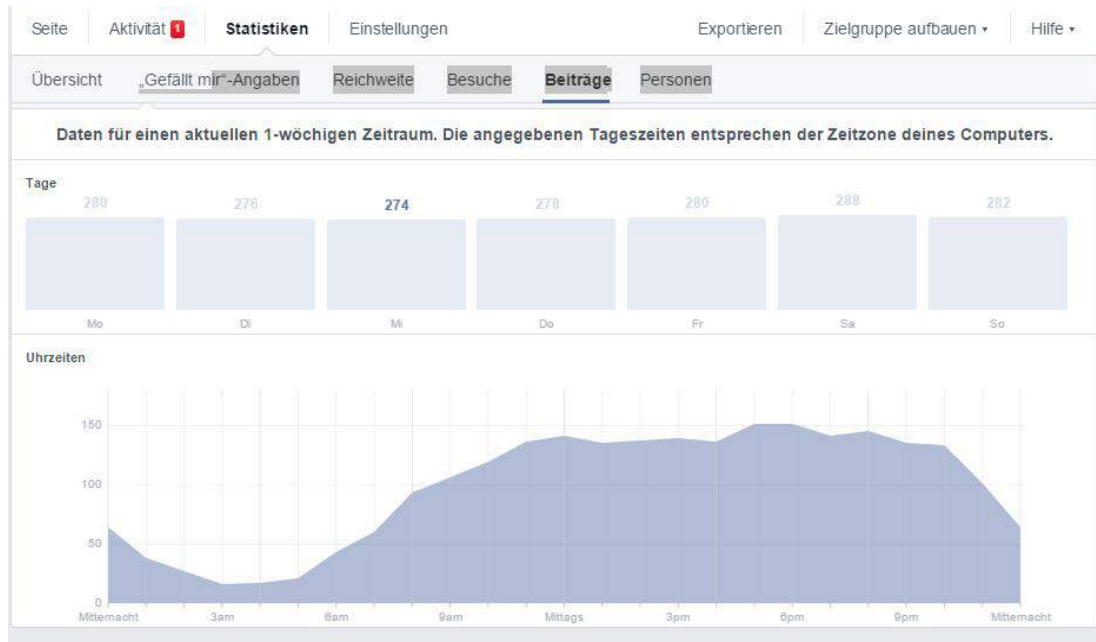 Seite Aktivität 1 Statistiken Einstellungen Exportieren Zielgruppe aufbauen Hilfe
Übersicht „Gefällt mir"-Angaben Reichweite Besuche Beiträge Personen
Daten für einen aktuellen 1-wöchigen Zeitraum. Die angegebenen Tageszeiten entsprechen der Zeitzone deines Computers.
Tage
280 276 274 278 280 288 282
Mo Di Mi Do Fr Sa So
Uhrzeiten
150
100
50
0
Mitternacht 3am 6am 9am Mittags 3pm 6pm 9pm Mitternacht